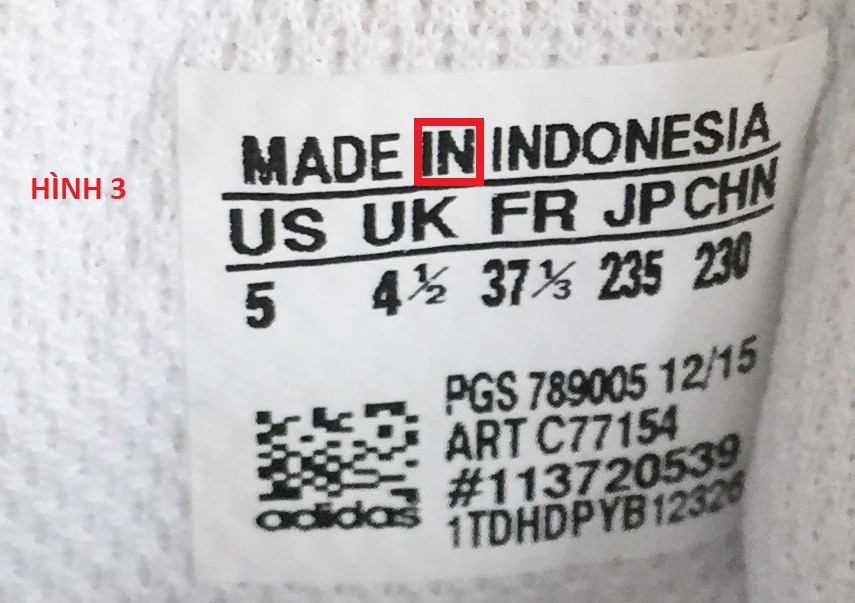 HÌNH 3
MADE IN INDONESIA
US UK FR JP CHN
5 4½ 37⅓ 235 230
PGS 789005 12/15
ART C77154
#113720539
1TDHDPYB12326
adidas